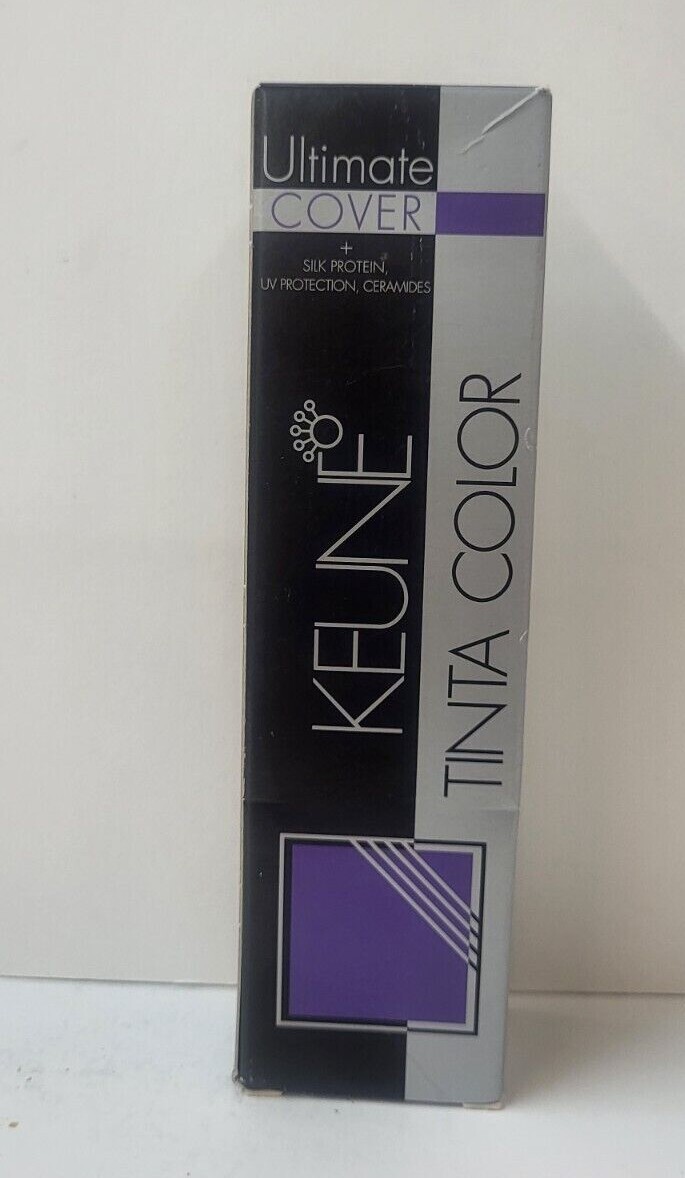 Ultimate
COVER
+
SILK PROTEIN,
UV PROTECTION, CERAMIDES
KEUNE
TINTA COLOR